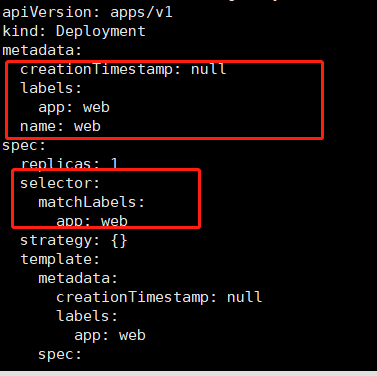 apiVersion: apps/v1
kind: Deployment
metadata:
  creationTimestamp: null
  labels:
    app: web
  name: web
spec:
  replicas: 1
  selector:
    matchLabels:
      app: web
  strategy: {}
  template:
    metadata:
      creationTimestamp: null
      labels:
        app: web
    spec: